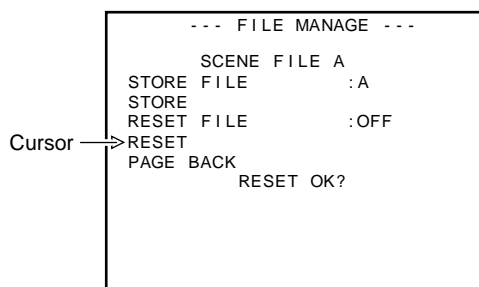 --- FILE MANAGE ---
SCENE FILE A
STORE FILE :A
STORE
RESET FILE :OFF
Cursor RESET
PAGE BACK
RESET OK?